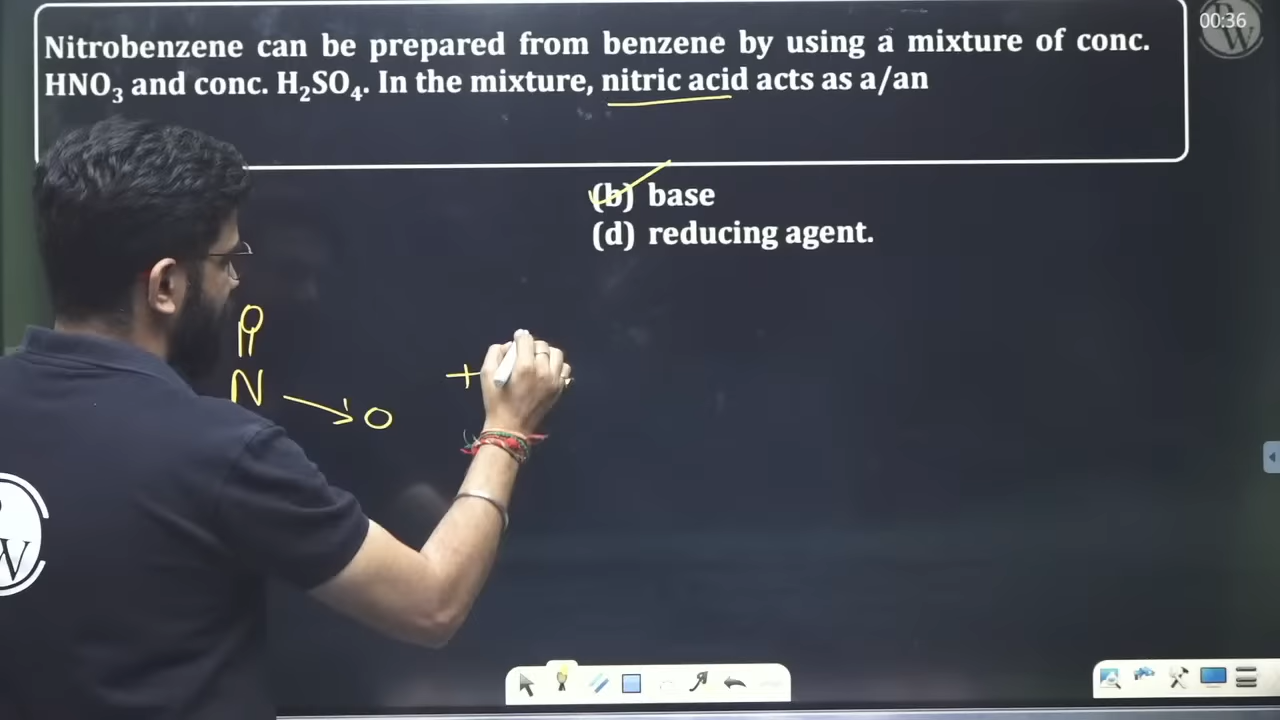 00:36
Nitrobenzene can be prepared from benzene by using a mixture of conc.
HNO₃ and conc. H₂SO₄. In the mixture, nitric acid acts as a/an
(b) base
(d) reducing agent.
O
N → O
+
W